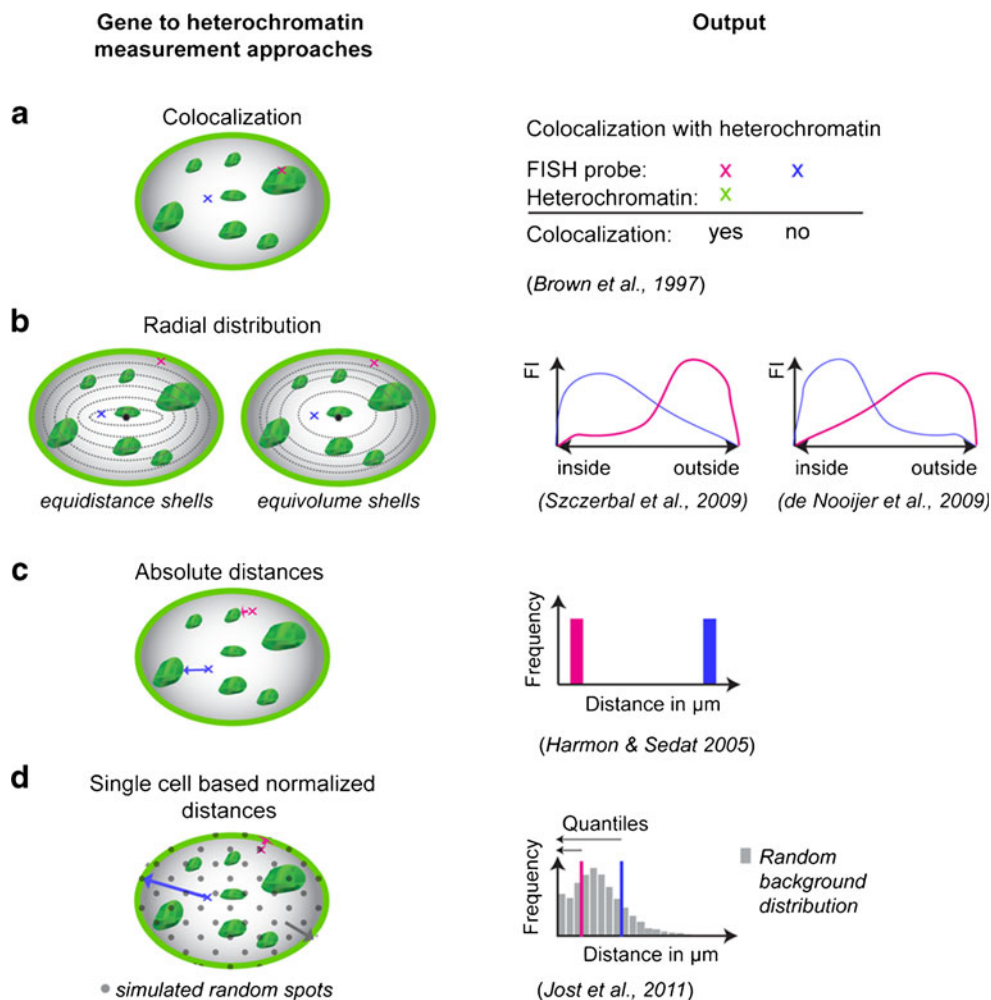 Gene to heterochromatin
measurement approaches
Output
a
Colocalization
Colocalization with heterochromatin
FISH probe: x x
Heterochromatin: x
Colocalization: yes no
(Brown et al., 1997)
b
Radial distribution
equidistance shells
equivolume shells
FI
inside outside
(Szczerbal et al., 2009)
FI
inside outside
(de Nooijer et al., 2009)
c
Absolute distances
Frequency
Distance in µm
(Harmon & Sedat 2005)
d
Single cell based normalized
distances
simulated random spots
Quantiles
Frequency
Distance in µm
Random
background
distribution
(Jost et al., 2011)